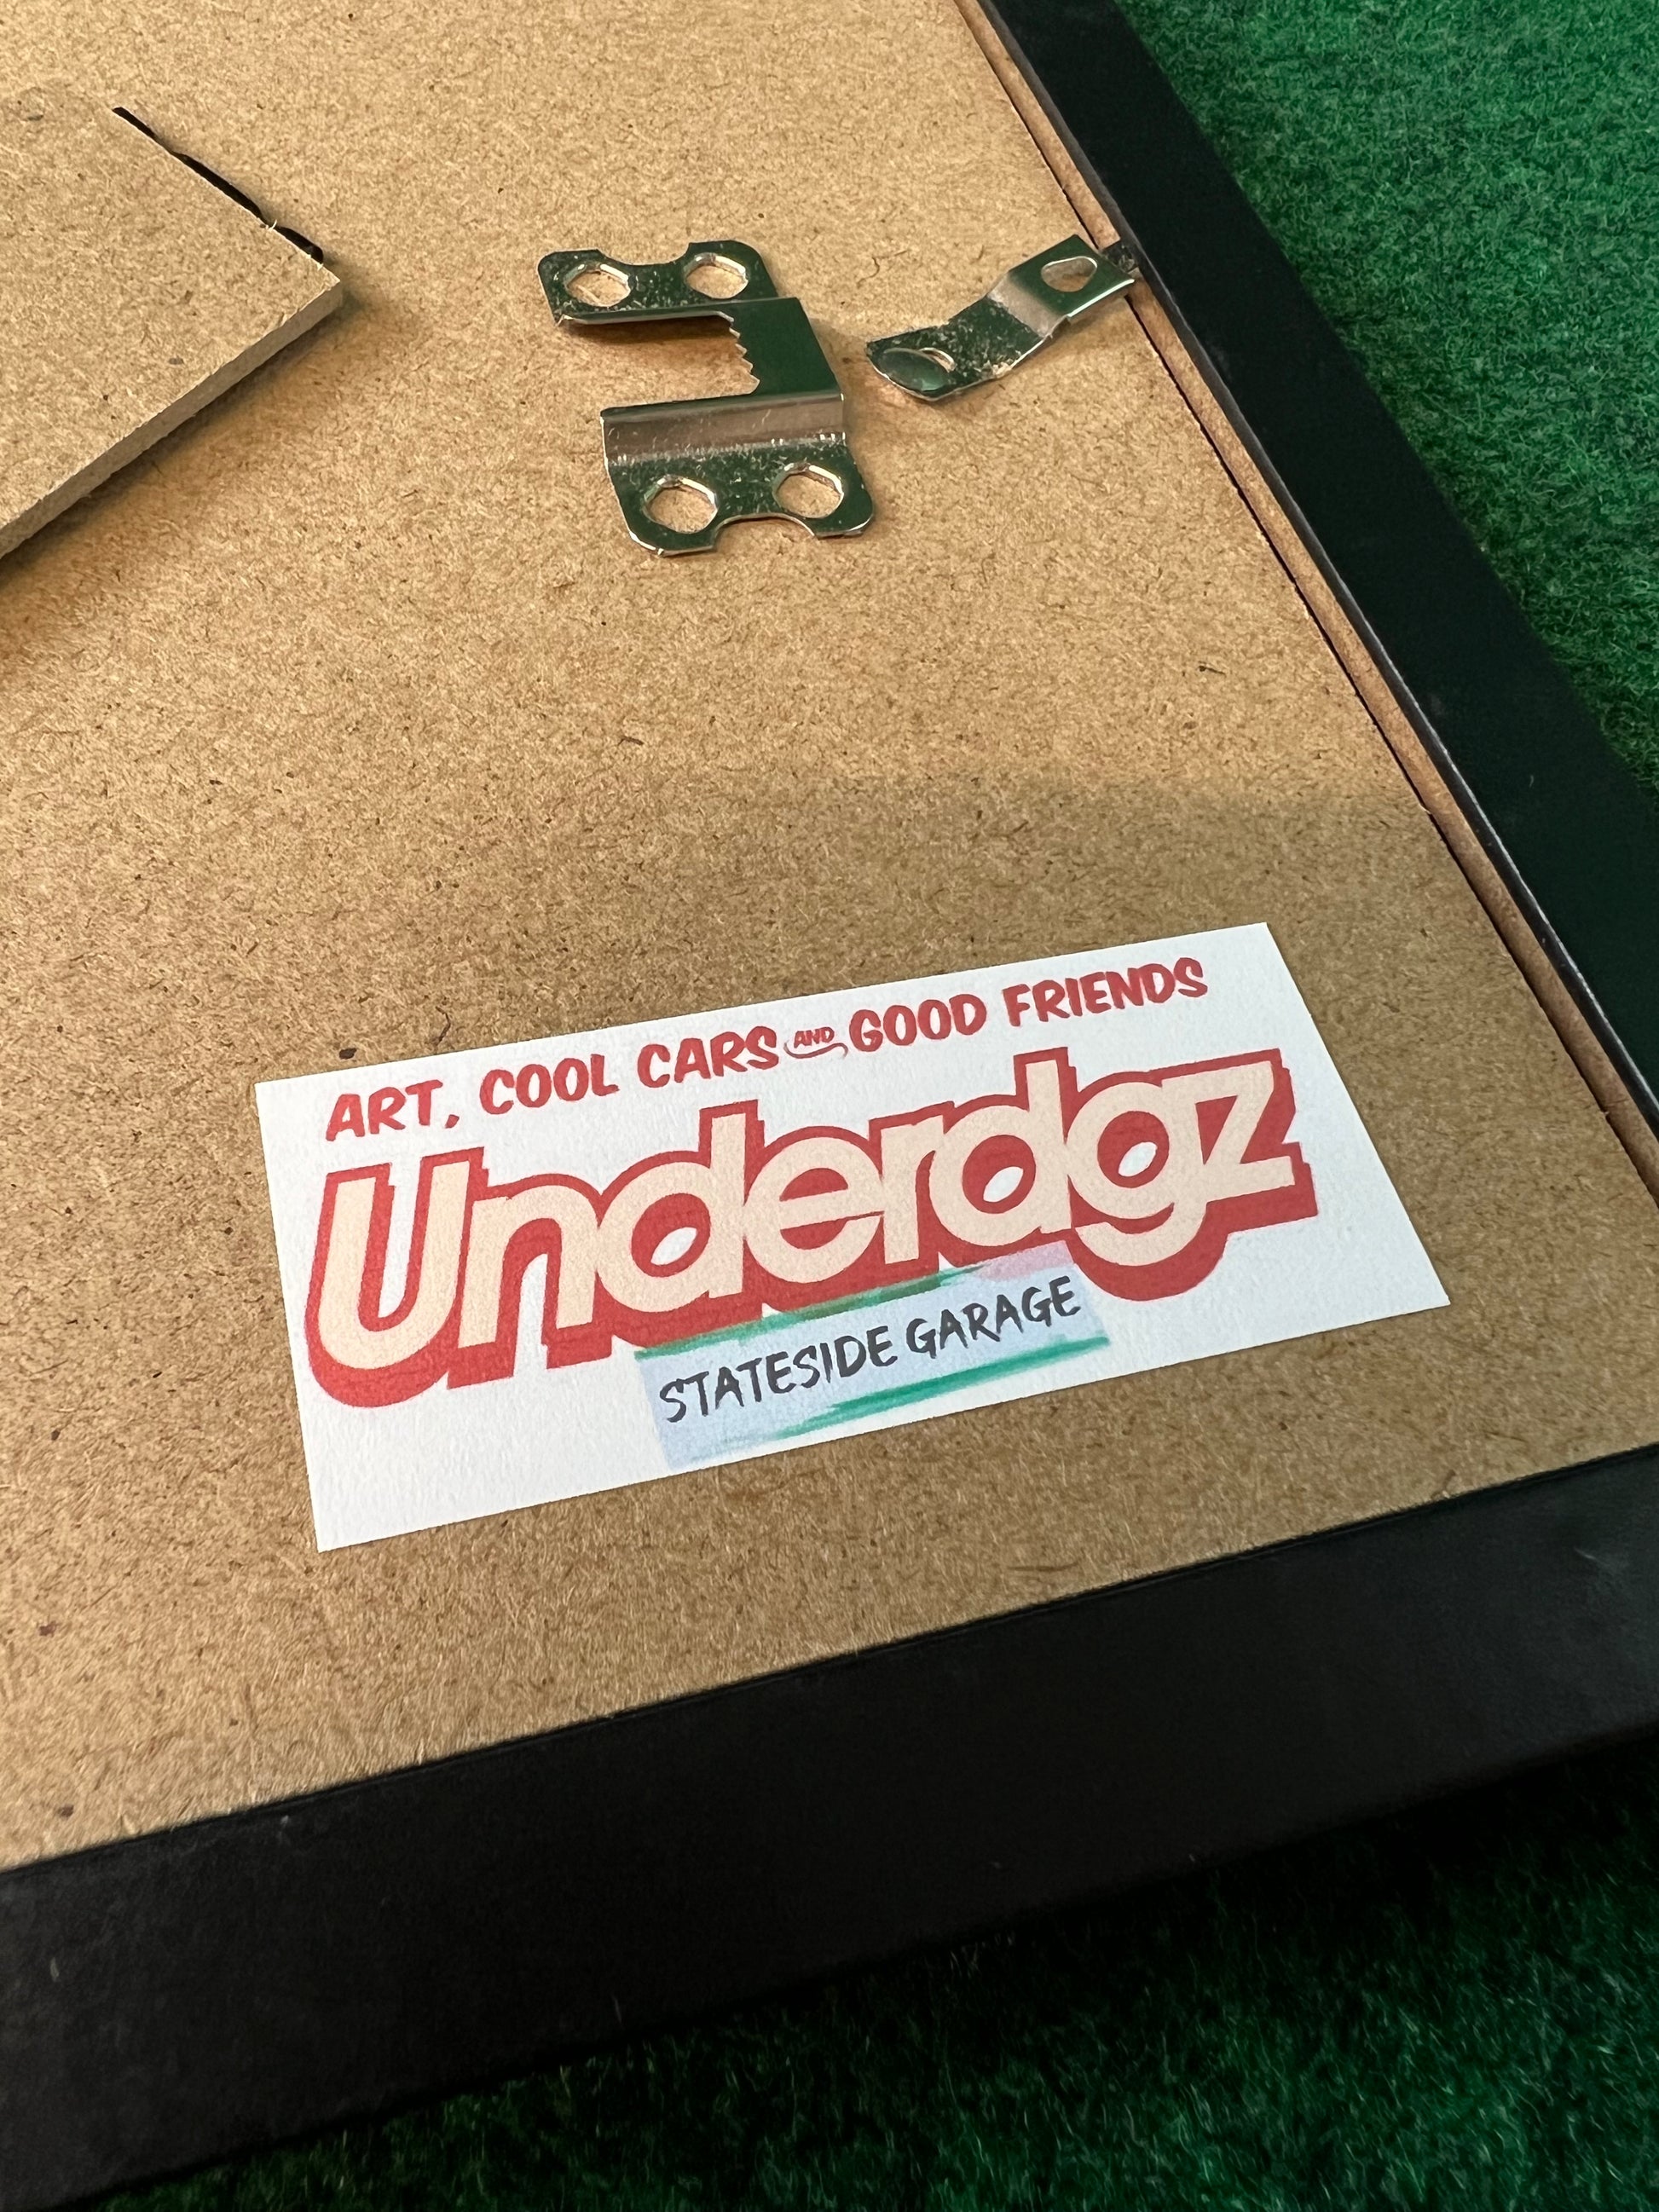 ART, COOL CARS AND GOOD FRIENDS
Underdgz
STATESIDE GARAGE